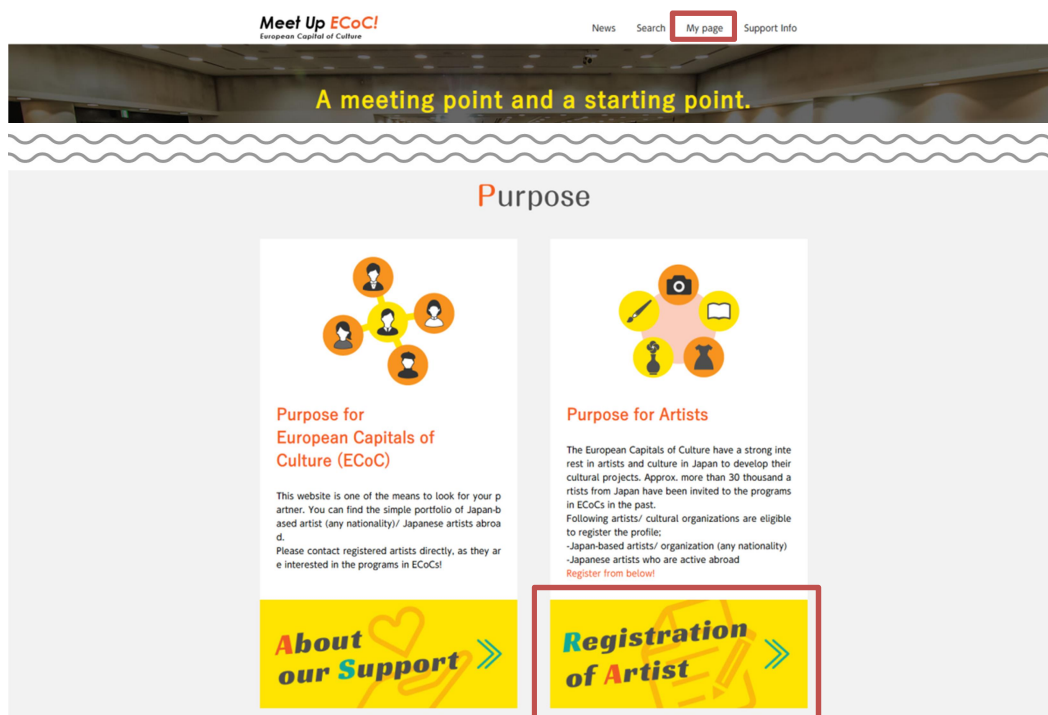 Meet Up ECoC!
European Capital of Culture
News Search My page Support Info
A meeting point and a starting point.
Purpose
Purpose for
European Capitals of
Culture (ECoC)
This website is one of the means to look for your p
artner. You can find the simple portfolio of Japan-b
ased artist (any nationality)/ Japanese artists abroa
d.
Please contact registered artists directly, as they ar
e interested in the programs in ECoCs!
About
our Support
Purpose for Artists
The European Capitals of Culture have a strong inte
rest in artists and culture in Japan to develop their
cultural projects. Approx. more than 30 thousand a
rtists from Japan have been invited to the programs
in ECoCs in the past.
Following artists/ cultural organizations are eligible
to register the profile;
-Japan-based artists/ organization (any nationality)
-Japanese artists who are active abroad
Register from below!
Registration
of Artist